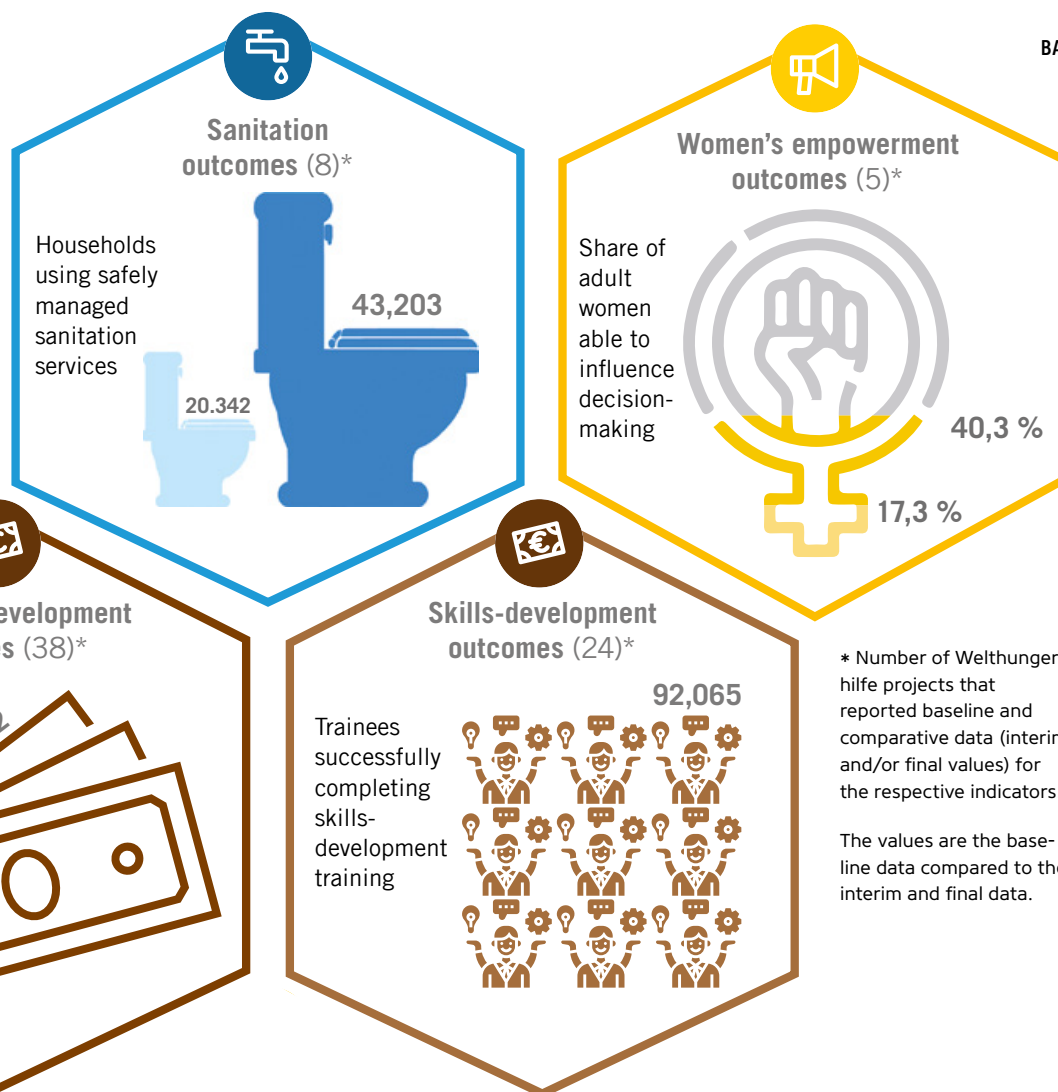 BA
Sanitation
outcomes (8)*
Households
using safely
managed
sanitation
services
43,203
20.342
Women's empowerment
outcomes (5)*
Share of
adult
women
able to
influence
decision-
making
40,3 %
17,3 %
evelopment
s (38)*
2
Skills-development
outcomes (24)*
92,065
Trainees
successfully
completing
skills-
development
training
* Number of Welthunger
hilfe projects that
reported baseline and
comparative data (interim
and/or final values) for
the respective indicators
The values are the base-
line data compared to the
interim and final data.